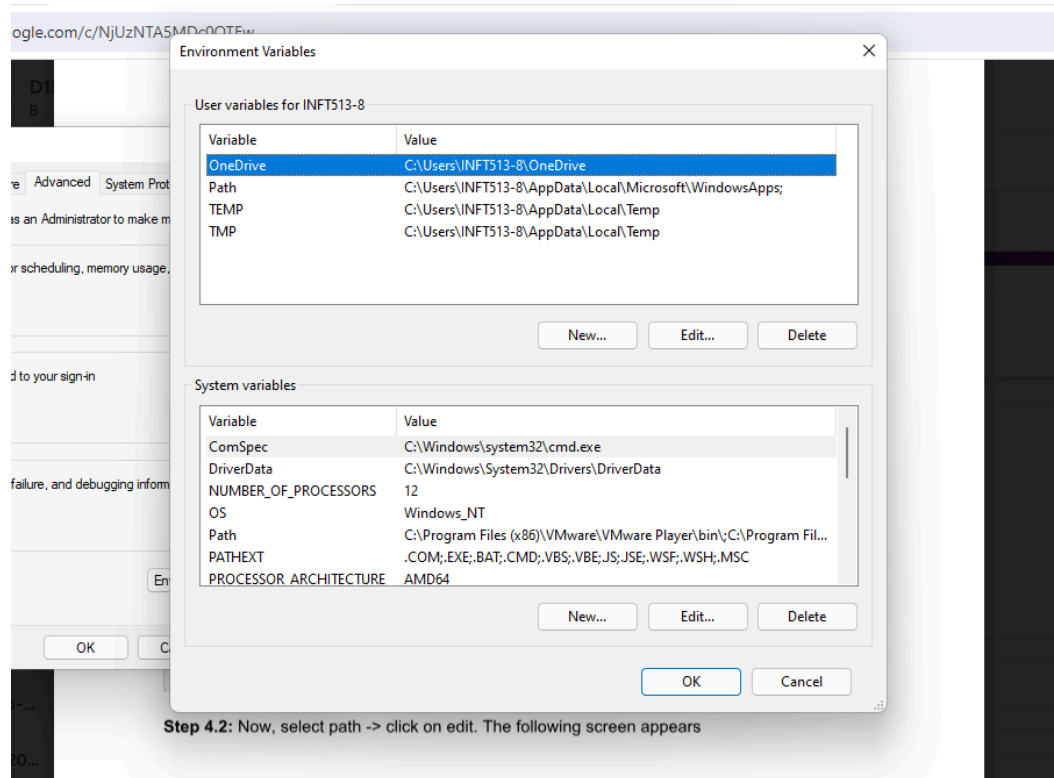 ogle.com/c/NjUzNTA5MDc0OTEw
Environment Variables
D1
B
User variables for INFT513-8
Variable Value
OneDrive C:\Users\INFT513-8\OneDrive
Path C:\Users\INFT513-8\AppData\Local\Microsoft\WindowsApps;
TEMP C:\Users\INFT513-8\AppData\Local\Temp
TMP C:\Users\INFT513-8\AppData\Local\Temp
re Advanced System Prot
as an Administrator to make m
or scheduling, memory usage,
New... Edit... Delete
d to your sign-in
System variables
Variable Value
ComSpec C:\Windows\system32\cmd.exe
DriverData C:\Windows\System32\Drivers\DriverData
NUMBER_OF_PROCESSORS 12
OS Windows_NT
Path C:\Program Files (x86)\VMware\VMware Player\bin\;C:\Program Fil...
PATHEXT .COM;.EXE;.BAT;.CMD;.VBS;.VBE;.JS;.JSE;.WSF;.WSH;.MSC
PROCESSOR_ARCHITECTURE AMD64
failure, and debugging inform
En
New... Edit... Delete
OK C
OK Cancel
Step 4.2: Now, select path -> click on edit. The following screen appears
20...